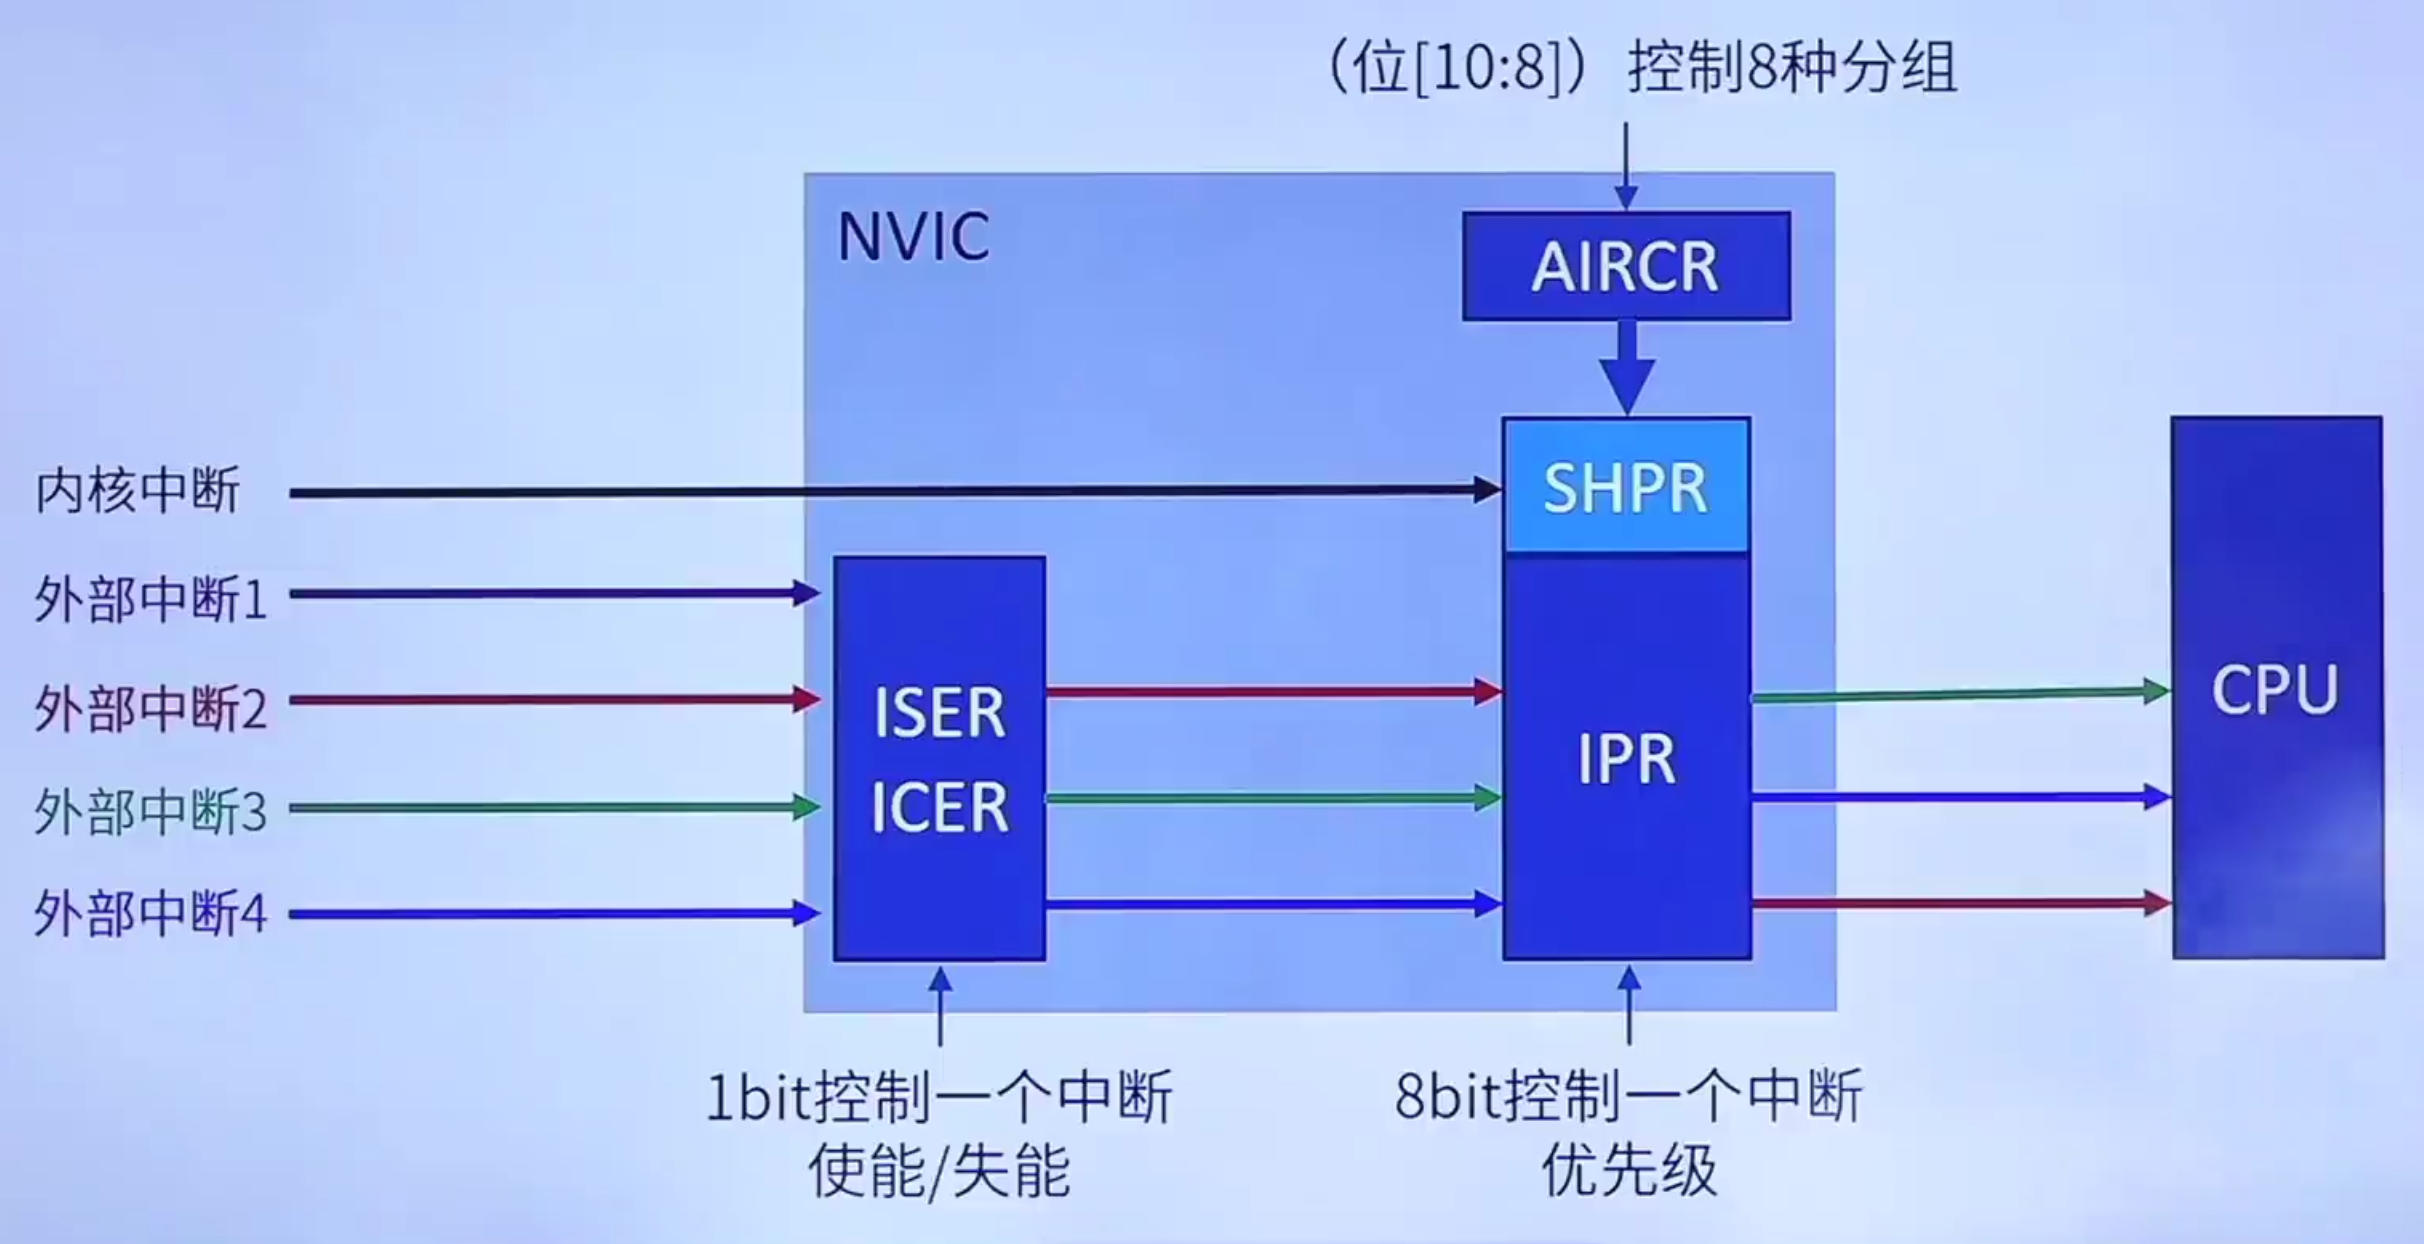 （位[10:8]）控制8种分组
NVIC
AIRCR
内核中断
SHPR
外部中断1
外部中断2
外部中断3
外部中断4
ISER
ICER
IPR
CPU
1bit控制一个中断
使能/失能
8bit控制一个中断
优先级